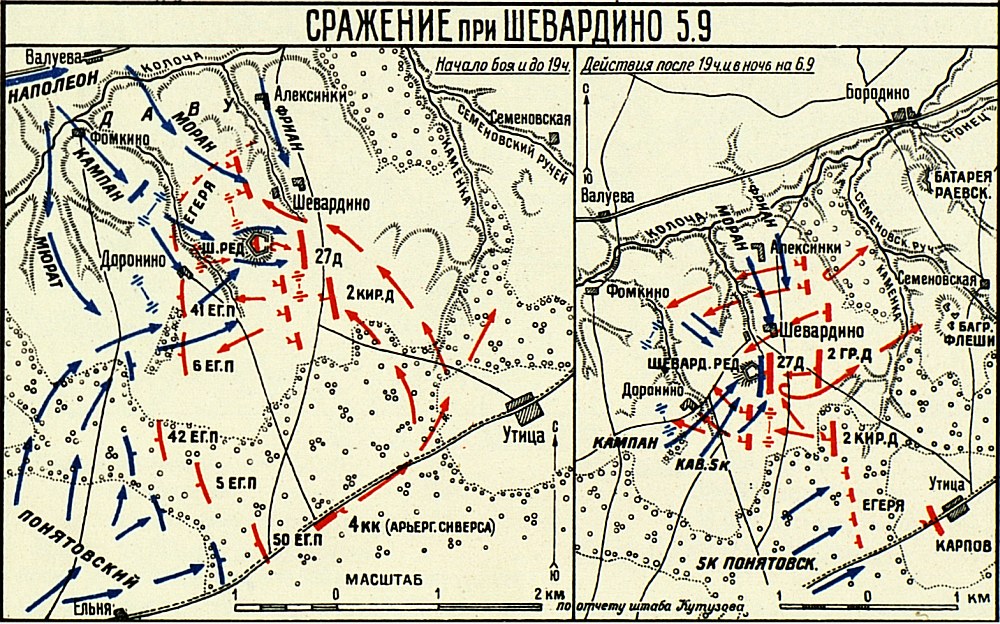 СРАЖЕНИЕ ПРИ ШЕВАРДИНО 5.9
Начало боя и до 19ч.
Валуева
НАПОЛЕОН
КОЛОЧА
ДАВУ
Фомкино
КАМПАН
МОРАН
ФРИАН
Алексинки
Семеновская
СЕМЕНОВСКИЙ РУЧЕЙ
КАМЕНКА
МЮРАТ
ЕГЕРЯ
Шевардино
Ш.РЕД.
27Д
Доронино
2 КИР.Д
41 ЕГ.П
6 ЕГ.П
42 ЕГ.П
5 ЕГ.П
50 ЕГ.П
Утица
4 КК (АРЬЕРГ. СИВЕРСА)
ПОНЯТОВСКИЙ
Ельня
С
Ю
МАСШТАБ
1 0 1 2 КМ
Действия после 19ч. и в ночь на 6.9
С
Ю
Бородино
СТОНЕЦ
БАТАРЕЯ
РАЕВСК.
Валуева
КОЛОЧА
МОРАН
ФРИАН
Алексинки
СЕМЕНОВСК. РУЧ.
КАМЕНКА
Семеновская
Фомкино
БАГР.
ФЛЕШИ
Шевардино
ШЕВАРД. РЕД.
27Д
2 ГР.Д
Доронино
КАМПАН
КАВ.5К
2 КИР.Д
ЕГЕРЯ
Утица
КАРПОВ
5К ПОНЯТОВСК.
по отчету штаба Кутузова
1 0 1 КМ